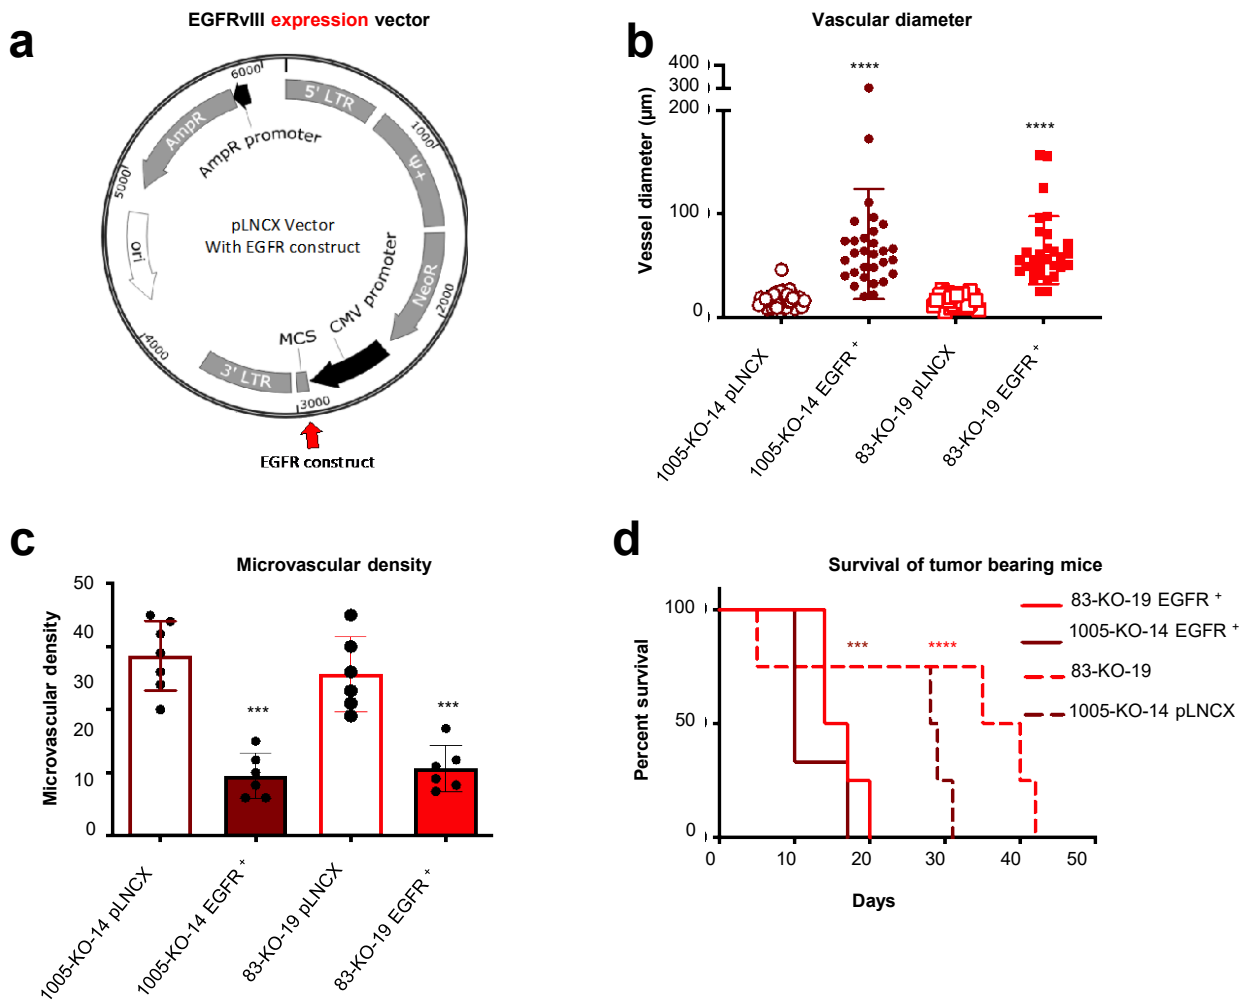 a
EGFRvIII expression vector
6000
5' LTR
1000
Ψ+
NeoR
2000
CMV promoter
MCS
3000
3' LTR
4000
ori
5000
AmpR
AmpR promoter
pLNCX Vector
With EGFR construct
EGFR construct
b
Vascular diameter
Vessel diameter (µm)
400
300
200
100
0
****
****
1005-KO-14 pLNCX
1005-KO-14 EGFR +
83-KO-19 pLNCX
83-KO-19 EGFR +
c
Microvascular density
Microvascular density
50
40
30
20
10
0
***
***
1005-KO-14 pLNCX
1005-KO-14 EGFR +
83-KO-19 pLNCX
83-KO-19 EGFR +
d
Survival of tumor bearing mice
Percent survival
100
50
0
***
****
83-KO-19 EGFR +
1005-KO-14 EGFR +
83-KO-19
1005-KO-14 pLNCX
0 10 20 30 40 50
Days